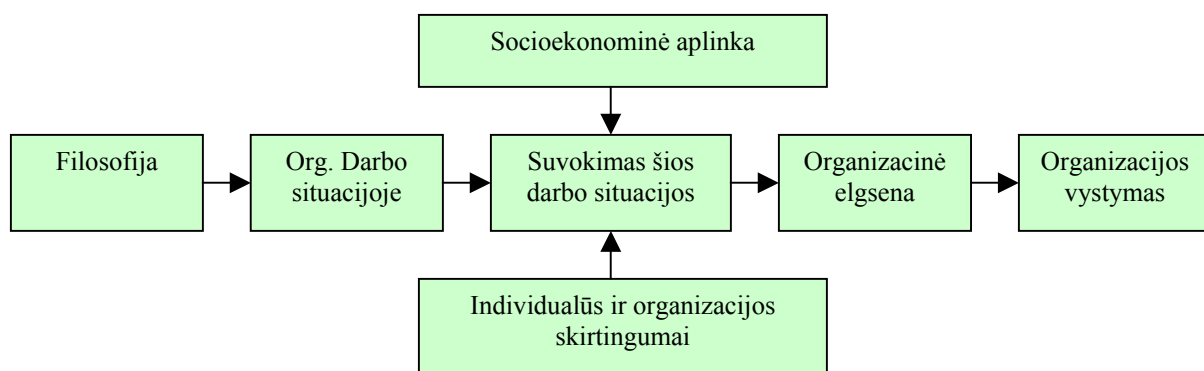 Socioekonominė aplinka
Filosofija
Org. Darbo
situacijoje
Suvokimas šios
darbo situacijos
Organizacinė
elgsena
Organizacijos
vystymas
Individualūs ir organizacijos
skirtingumai